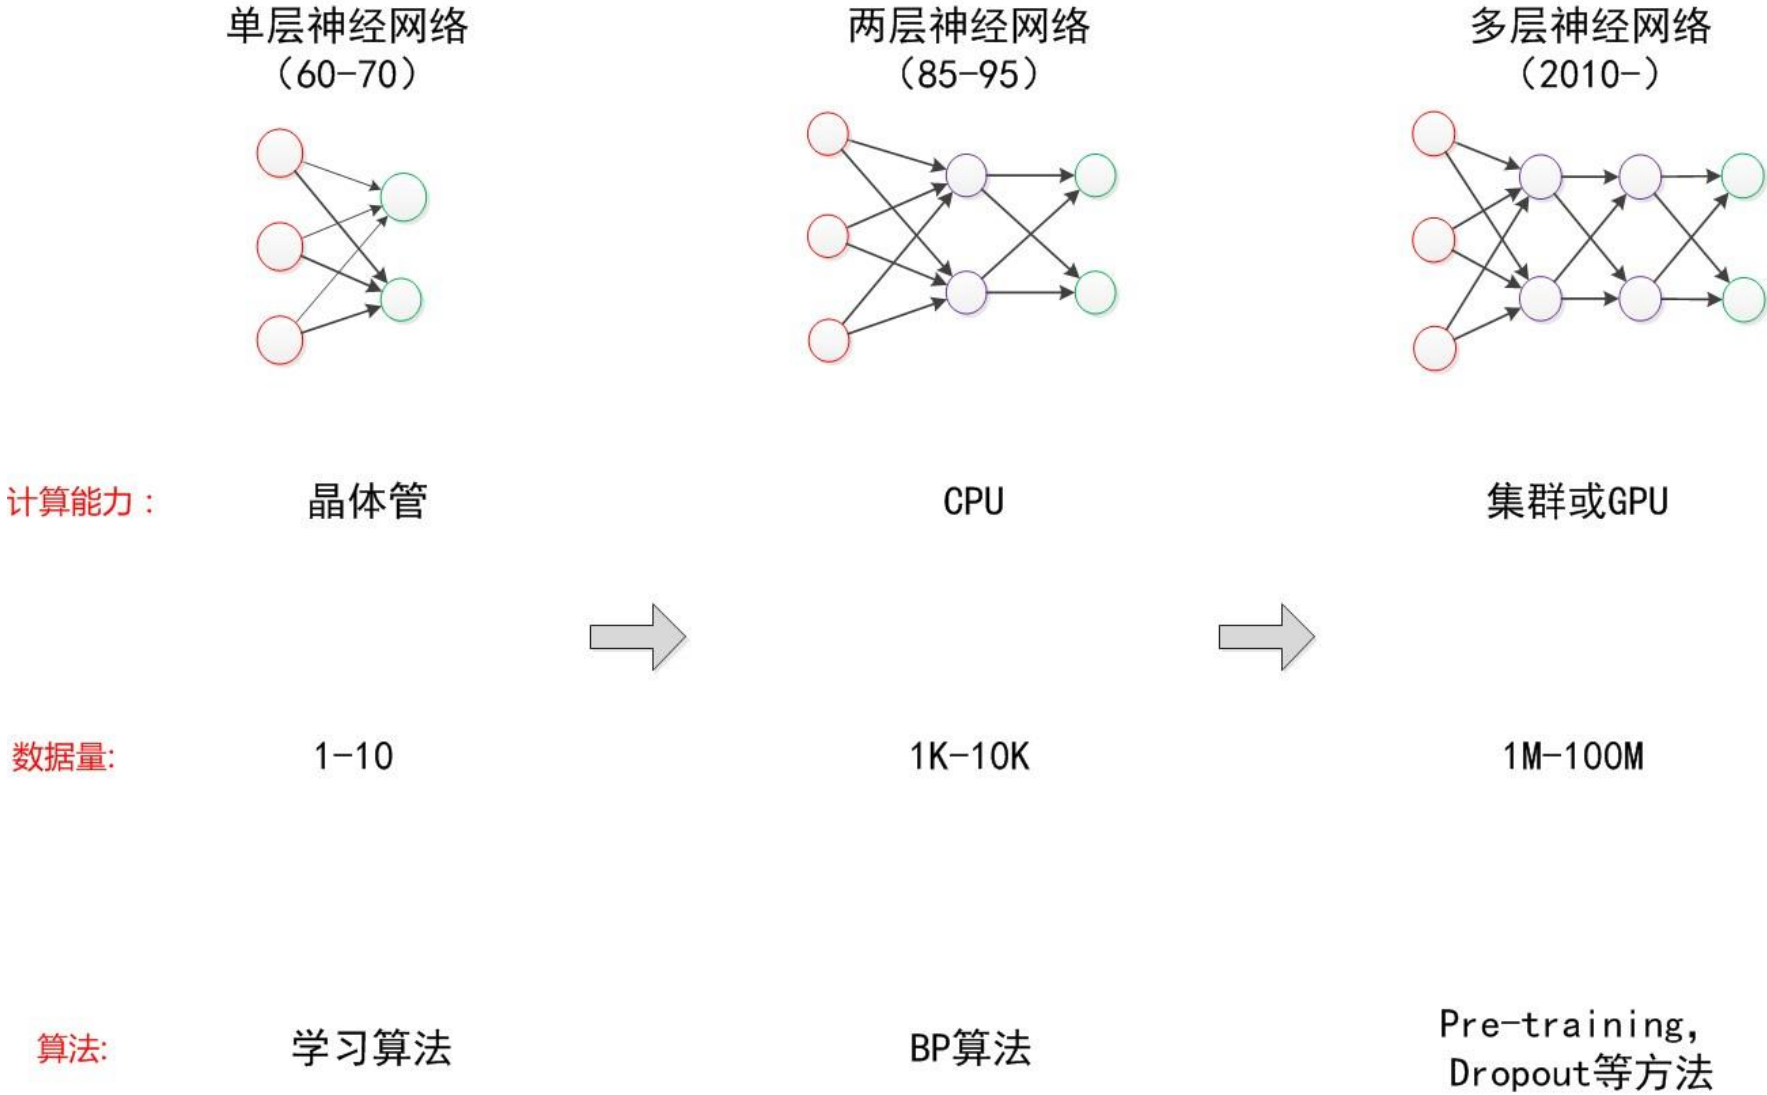 单层神经网络
（60-70）
两层神经网络
（85-95）
多层神经网络
（2010-）
计算能力：
晶体管
CPU
集群或GPU
数据量:
1-10
1K-10K
1M-100M
算法:
学习算法
BP算法
Pre-training,
Dropout等方法